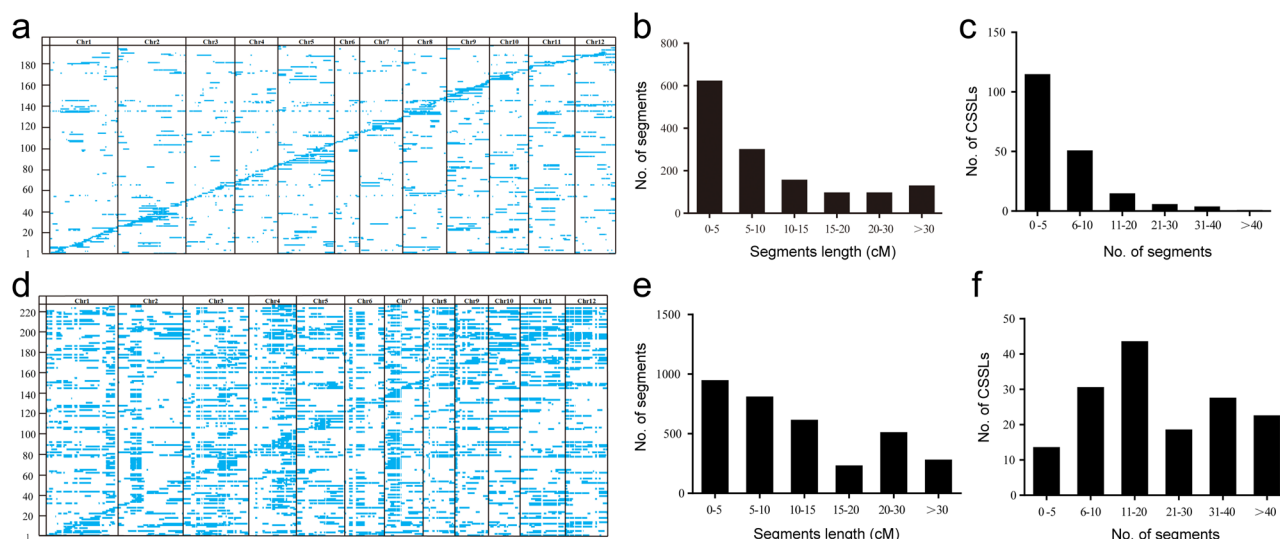 a
Chr1 Chr2 Chr3 Chr4 Chr5 Chr6 Chr7 Chr8 Chr9 Chr10 Chr11 Chr12
180
160
140
120
100
80
60
40
20
1
b
No. of segments
800
600
400
200
0
0-5 5-10 10-15 15-20 20-30 >30
Segments length (cM)
c
No. of CSSLs
150
100
50
0
0-5 6-10 11-20 21-30 31-40 >40
No. of segments
d
Chr1 Chr2 Chr3 Chr4 Chr5 Chr6 Chr7 Chr8 Chr9 Chr10 Chr11 Chr12
220
200
180
160
140
120
100
80
60
40
20
1
e
No. of segments
1500
1000
500
0
0-5 5-10 10-15 15-20 20-30 >30
Segments length (cM)
f
No. of CSSLs
50
40
30
20
10
0
0-5 6-10 11-20 21-30 31-40 >40
No. of segments